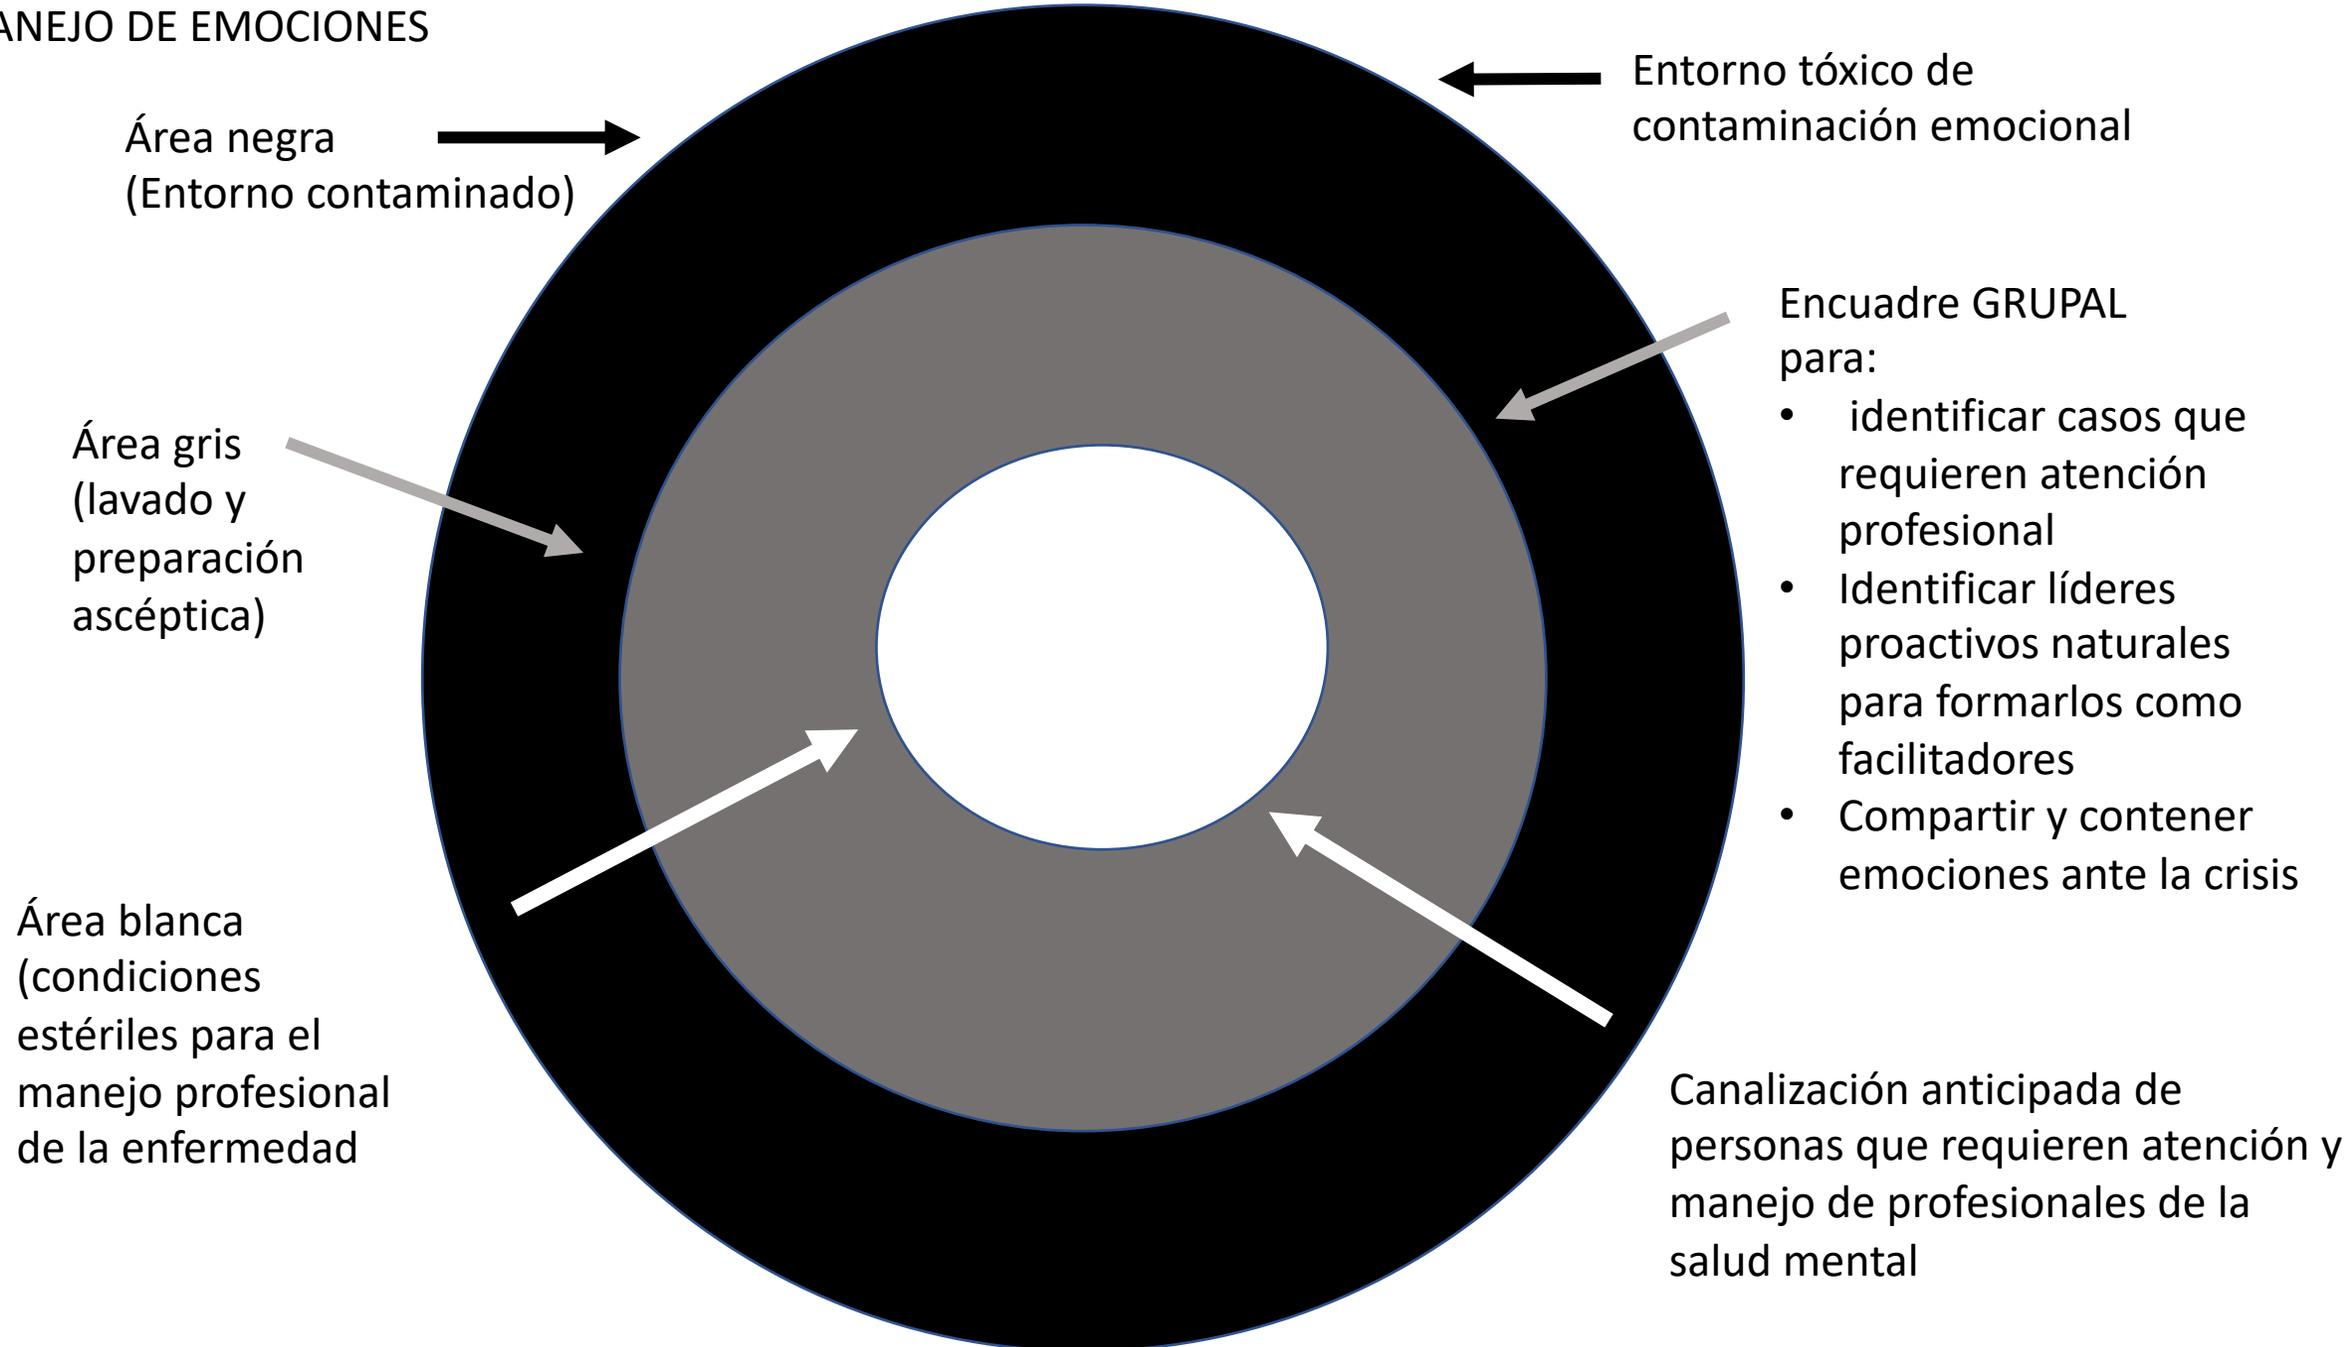 ANEJO DE EMOCIONES
Área negra
(Entorno contaminado)
Entorno tóxico de
contaminación emocional
Área gris
(lavado y
preparación
ascéptica)
Encuadre GRUPAL
para:
• identificar casos que
requieren atención
profesional
• Identificar líderes
proactivos naturales
para formarlos como
facilitadores
• Compartir y contener
emociones ante la crisis
Área blanca
(condiciones
estériles para el
manejo profesional
de la enfermedad
Canalización anticipada de
personas que requieren atención y
manejo de profesionales de la
salud mental